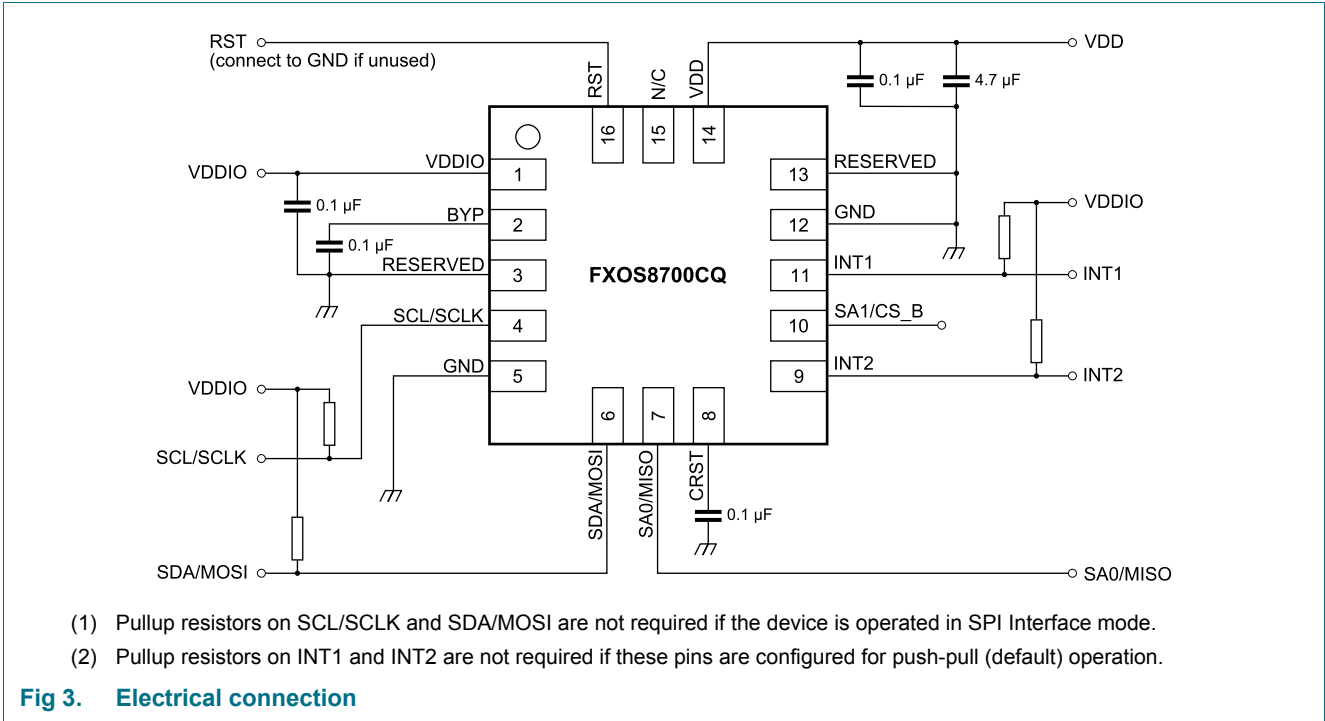 RST
(connect to GND if unused)
VDD
RST
N/C
VDD
0.1 µF
4.7 µF
16
15
14
VDDIO
VDDIO
1
13
RESERVED
0.1 µF
BYP
2
12
GND
VDDIO
0.1 µF
RESERVED
3
FXOS8700CQ
11
INT1
INT1
SCL/SCLK
4
10
SA1/CS_B
GND
5
9
INT2
INT2
VDDIO
6
7
8
SCL/SCLK
SDA/MOSI
SA0/MISO
CRST
0.1 µF
SDA/MOSI
SA0/MISO
(1) Pullup resistors on SCL/SCLK and SDA/MOSI are not required if the device is operated in SPI Interface mode.
(2) Pullup resistors on INT1 and INT2 are not required if these pins are configured for push-pull (default) operation.
Fig 3. Electrical connection